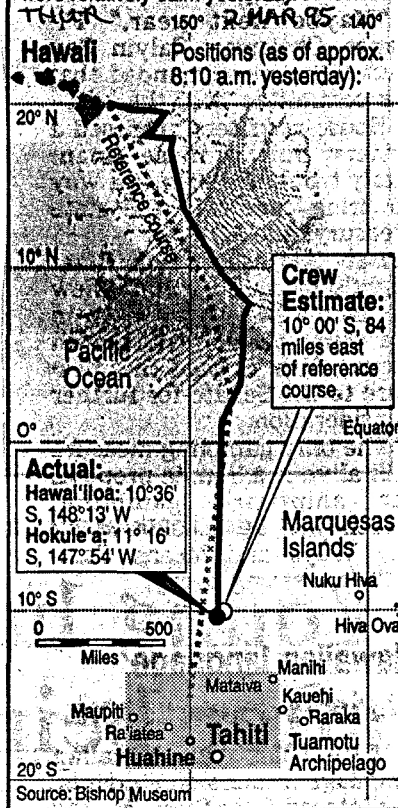 THUR 2 MAR 95
150° 140°
Hawaii
Positions (as of approx.
8:10 a.m. yesterday):
20° N
Reference course
10° N
Crew
Estimate:
10° 00' S, 84
miles east
of reference
course.
Pacific
Ocean
0°
Equator
Actual:
Hawai'iloa: 10°36'
S, 148°13' W
Hokule'a: 11° 16'
S, 147°54' W
Marquesas
Islands
Nuku Hiva
10° S
Hiva Ova
0 500
Miles
Manihi
Mataiva
Kauehi
Maupiti
Raraka
Ra'iatea
Tahiti
Huahine
Tuamotu
Archipelago
20° S
Source: Bishop Museum